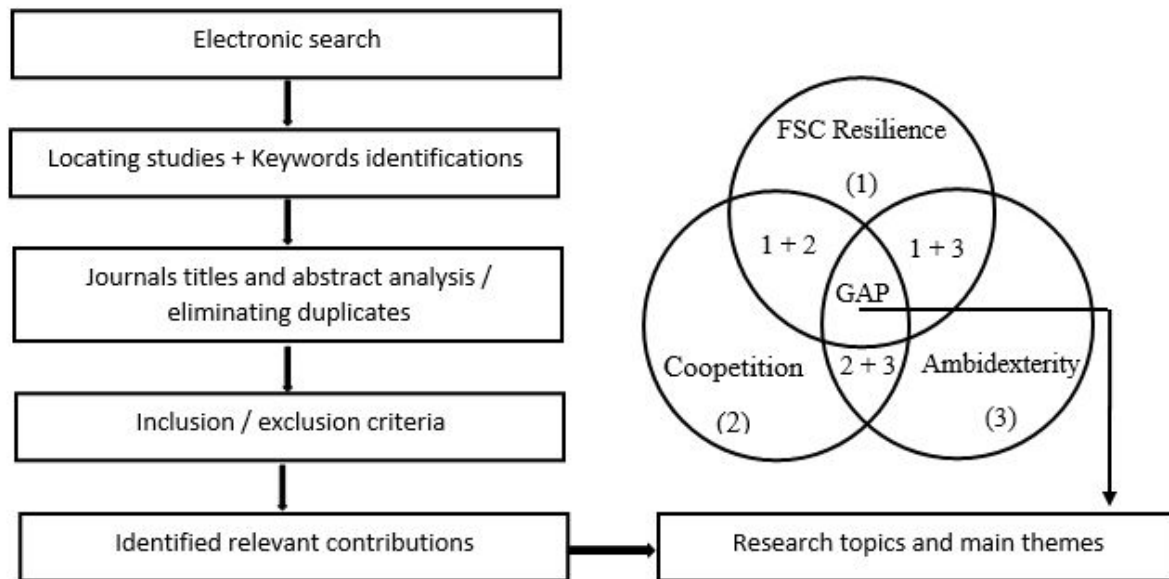 Electronic search
Locating studies + Keywords identifications
Journals titles and abstract analysis /
eliminating duplicates
Inclusion / exclusion criteria
Identified relevant contributions
FSC Resilience
(1)
1 + 2
1 + 3
GAP
Coopetition
2 + 3
Ambidexterity
(2)
(3)
Research topics and main themes